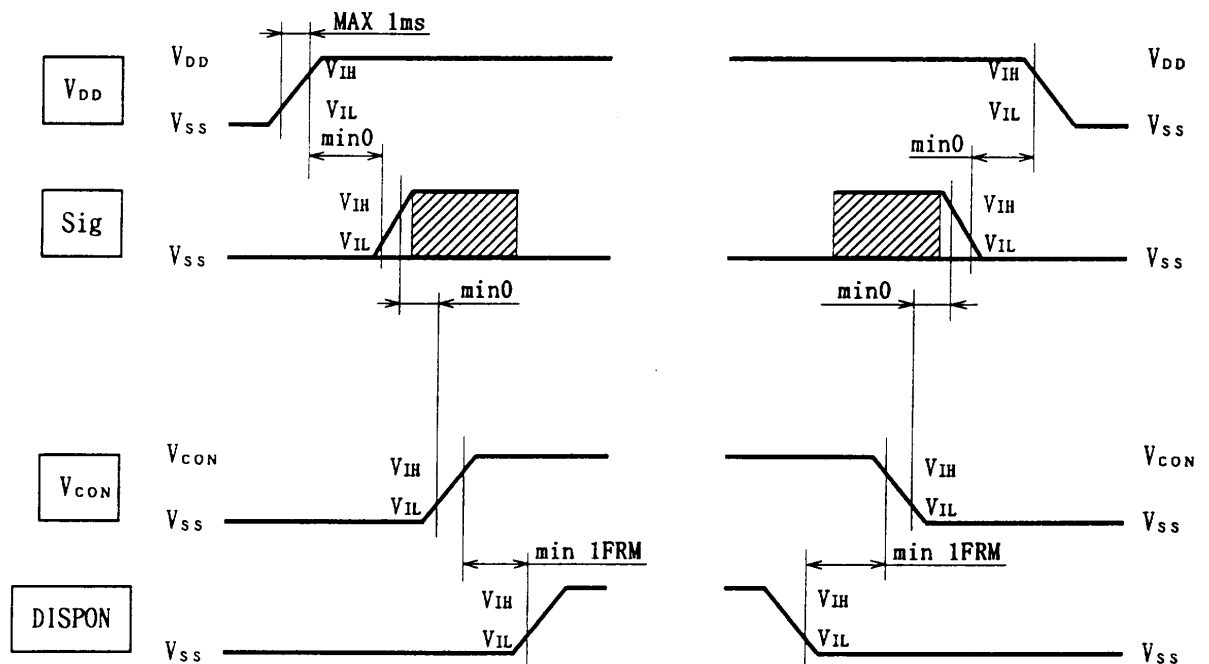 MAX 1ms
VDD
VDD
VIH
VIH
VDD
VDD
VIL
VIL
VSS
VSS
min0
min0
Sig
VIH
VIH
VIL
VIL
VSS
VSS
min0
min0
VCON
VCON
VIH
VIH
VCON
VIL
VIL
VSS
VSS
min 1FRM
min 1FRM
DISPON
VIH
VIH
VIL
VIL
VSS
VSS